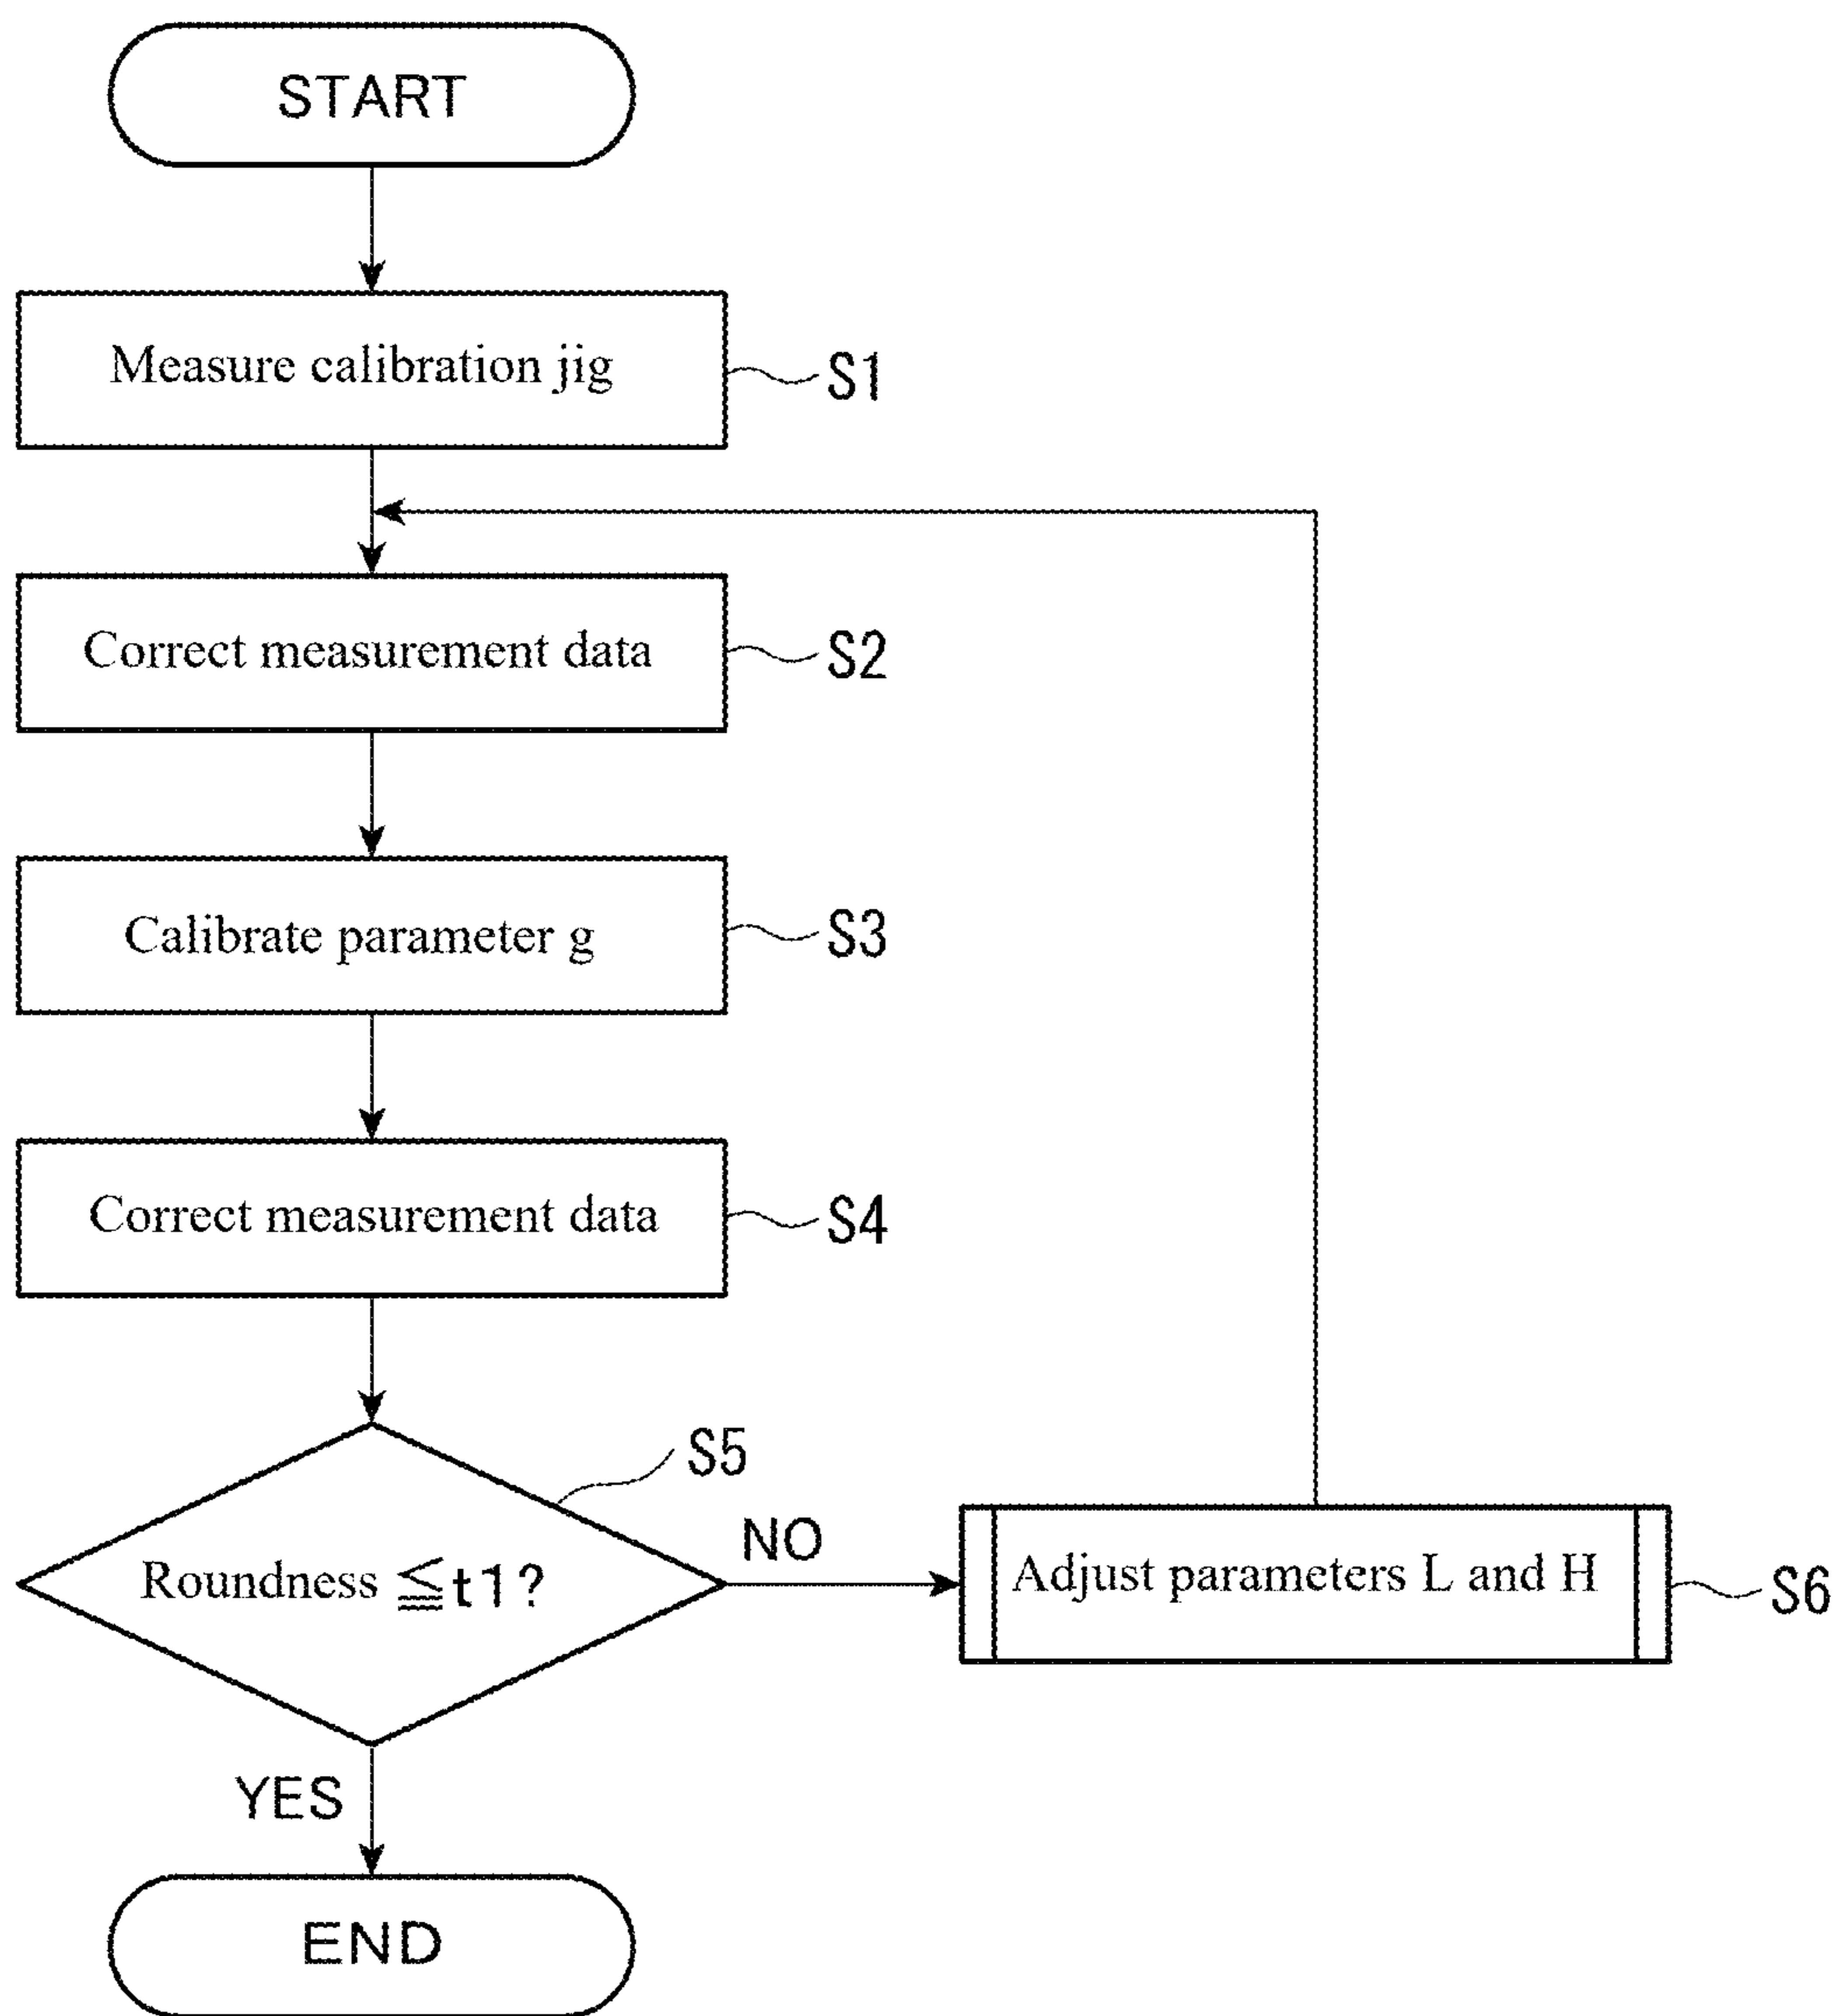 START
Measure calibration jig
S1
Correct measurement data
S2
Calibrate parameter g
S3
Correct measurement data
S4
S5
Roundness ≦t1?
NO
Adjust parameters L and H
S6
YES
END